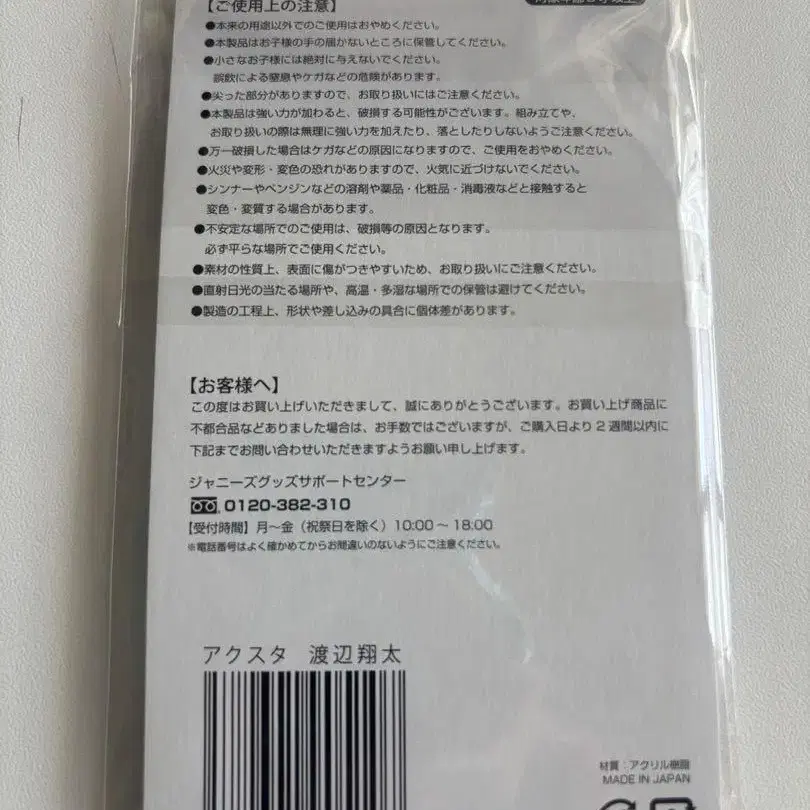 【ご使用上の注意】
●本来の用途以外でのご使用はおやめください。
●本製品はお子様の手の届かないところに保管してください。
●小さなお子様には絶対に与えないでください。
誤飲による窒息やケガなどの危険があります。
●尖った部分がありますので、お取り扱いにはご注意ください。
●本製品は強い力が加わると、破損する可能性がございます。組み立てや、
お取り扱いの際は無理に強い力を加えたり、落としたりしないようご注意ください。
●万一破損した場合はケガなどの原因になりますので、ご使用をおやめください。
●火災や変形・変色の恐れがありますので、火気に近づけないでください。
●シンナーやベンジンなどの溶剤や薬品・化粧品・消毒液などと接触すると
変色・変質する場合があります。
●不安定な場所でのご使用は、破損等の原因となります。
必ず平らな場所でご使用ください。
●素材の性質上、表面に傷がつきやすいため、お取り扱いにご注意ください。
●直射日光の当たる場所や、高温・多湿な場所での保管は避けてください。
●製造の工程上、形状や差し込みの具合に個体差があります。
【お客様へ】
この度はお買い上げいただきまして、誠にありがとうございます。お買い上げ商品に
不都合品などありました場合は、お手数ではございますが、ご購入日より2週間以内に
下記までお問い合わせいただきますようお願い申し上げます。
ジャニーズグッズサポートセンター
0120-382-310
【受付時間】月～金（祝祭日を除く）10:00～18:00
※電話番号はよく確かめてからお間違いのないようにご注意ください。
アクスタ 渡辺翔太
材質：アクリル樹脂
MADE IN JAPAN